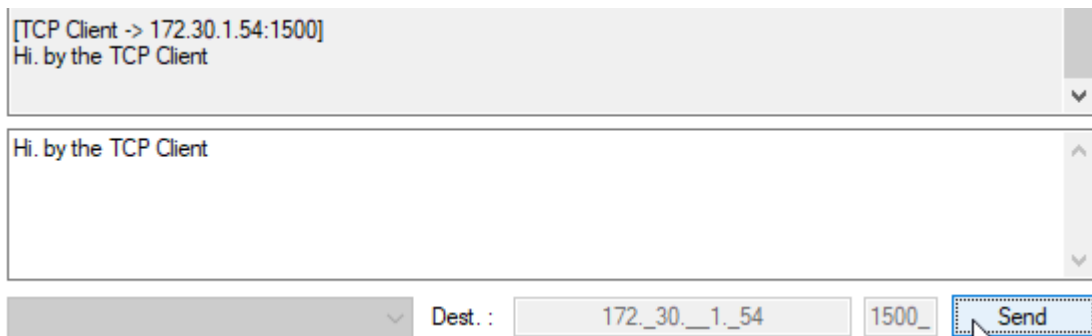 [TCP Client -> 172.30.1.54:1500]
Hi. by the TCP Client
Hi. by the TCP Client
Dest. : 172._30.__1._54 1500_ Send